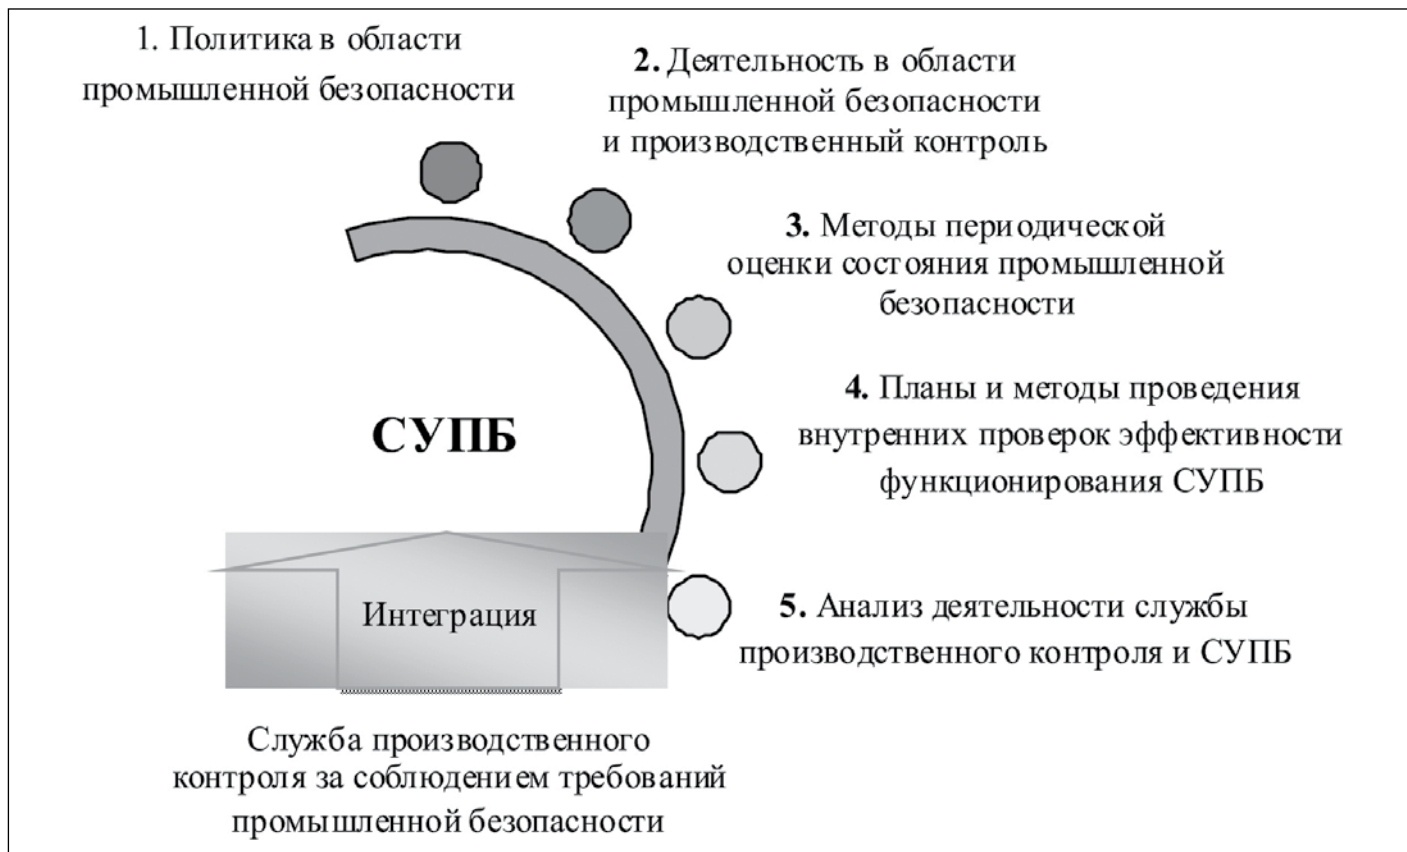 1. Политика в области
промышленной безопасности
2. Деятельность в области
промышленной безопасности
и производственный контроль
3. Методы периодической
оценки состояния промышленной
безопасности
4. Планы и методы проведения
внутренних проверок эффективности
функционирования СУПБ
СУПБ
5. Анализ деятельности службы
производственного контроля и СУПБ
Интеграция
Служба производственного
контроля за соблюдением требований
промышленной безопасности